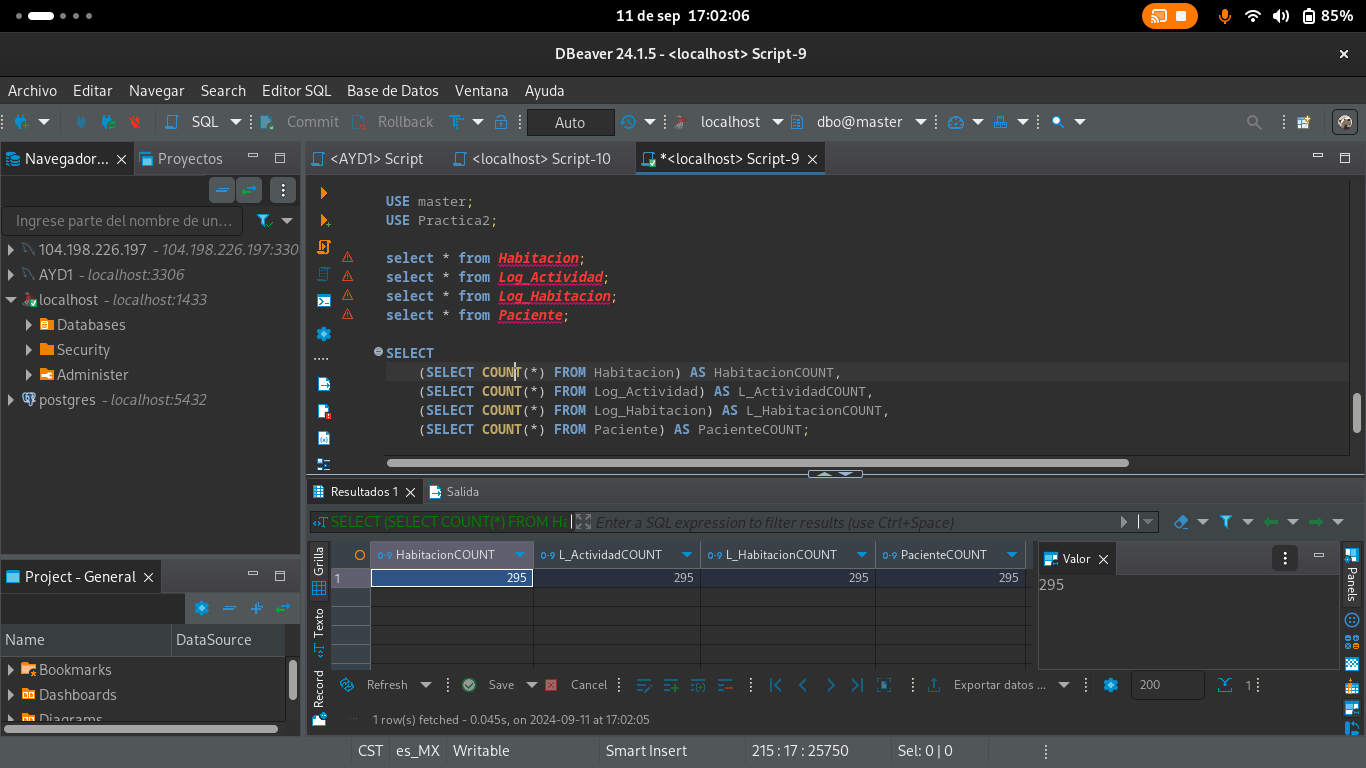 11 de sep 17:02:06
85%
DBeaver 24.1.5 - <localhost> Script-9
Archivo Editar Navegar Search Editor SQL Base de Datos Ventana Ayuda
SQL Commit Rollback Auto localhost dbo@master
Navegador... Proyectos
<AYD1> Script <localhost> Script-10 *<localhost> Script-9
Ingrese parte del nombre de un...
104.198.226.197 - 104.198.226.197:330
AYD1 - localhost:3306
localhost - localhost:1433
Databases
Security
Administer
postgres - localhost:5432
USE master;
USE Practica2;
select * from Habitacion;
select * from Log_Actividad;
select * from Log_Habitacion;
select * from Paciente;
SELECT
(SELECT COUNT(*) FROM Habitacion) AS HabitacionCOUNT,
(SELECT COUNT(*) FROM Log_Actividad) AS L_ActividadCOUNT,
(SELECT COUNT(*) FROM Log_Habitacion) AS L_HabitacionCOUNT,
(SELECT COUNT(*) FROM Paciente) AS PacienteCOUNT;
Project - General
Name DataSource
Bookmarks
Dashboards
Diagrams
Resultados 1 Salida
SELECT (SELECT COUNT(*) FROM Ha Enter a SQL expression to filter results (use Ctrl+Space)
Grilla
Texto
Record
HabitacionCOUNT L_ActividadCOUNT L_HabitacionCOUNT PacienteCOUNT
1 295 295 295 295
Valor
295
Panels
Refresh Save Cancel Exportar datos ... 200 1
1 row(s) fetched - 0.045s, on 2024-09-11 at 17:02:05
CST es_MX Writable Smart Insert 215 : 17 : 25750 Sel: 0 | 0